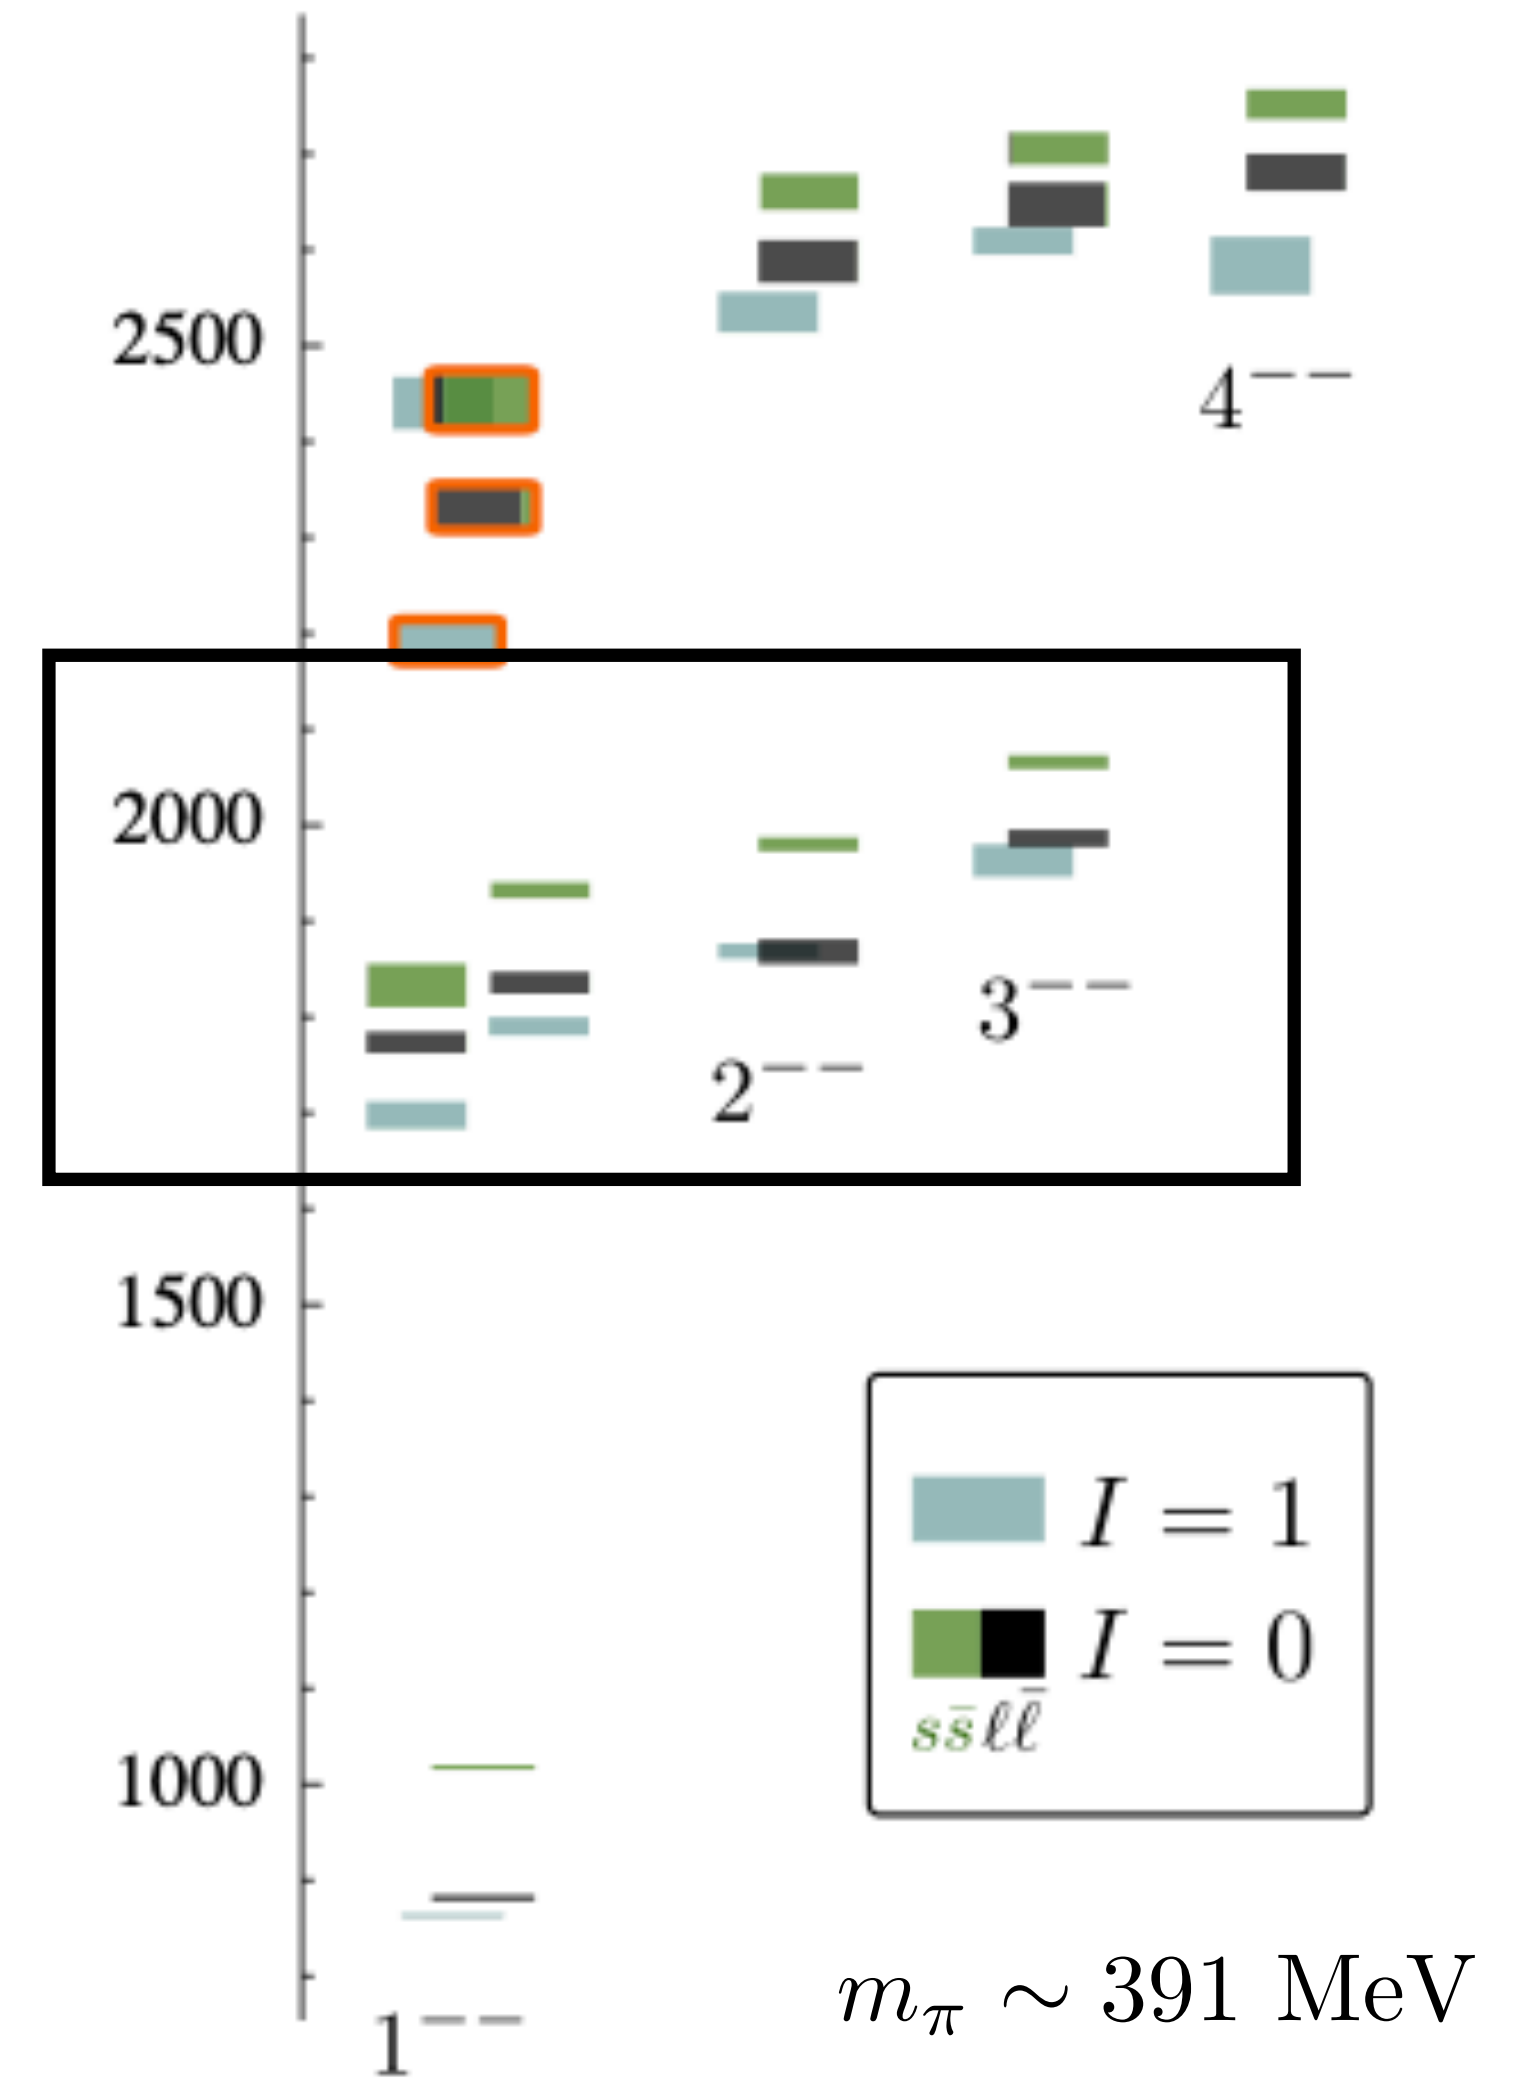 2500
4⁻⁻
2000
3⁻⁻
2⁻⁻
1500
I = 1
I = 0
ss̄ ℓℓ̄
1000
m_π ∼ 391 MeV
1⁻⁻